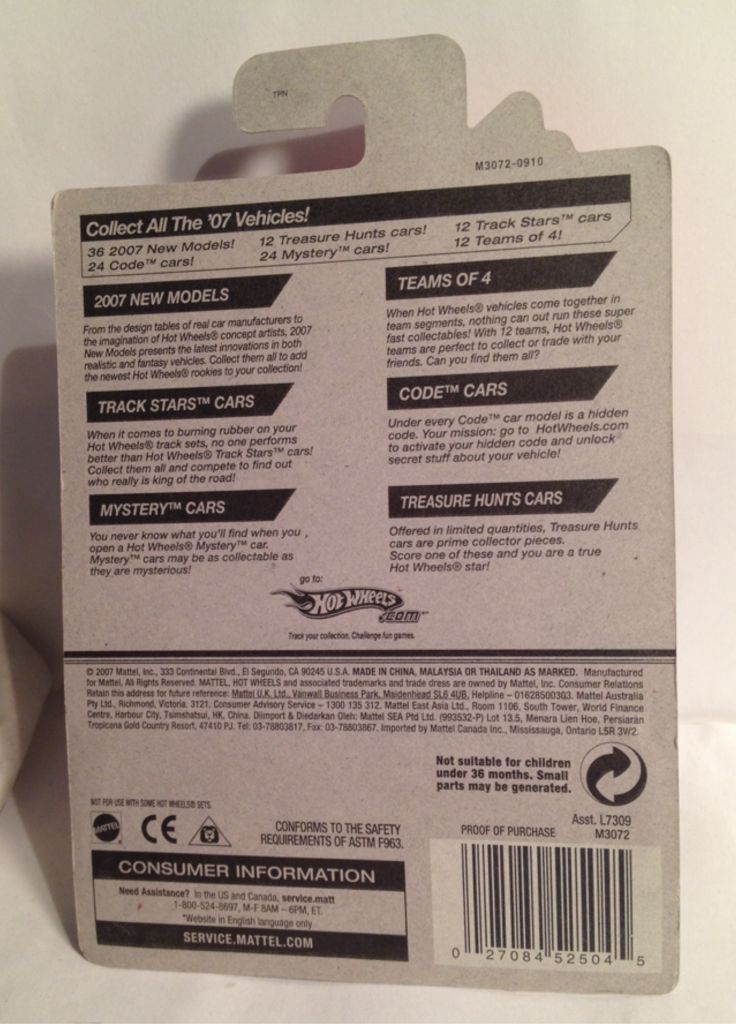 TPN
M3072-0910
Collect All The '07 Vehicles!
36 2007 New Models! 12 Treasure Hunts cars! 12 Track Stars™ cars
24 Code™ cars! 24 Mystery™ cars! 12 Teams of 4!
2007 NEW MODELS
From the design tables of real car manufacturers to
the imagination of Hot Wheels® concept artists, 2007
New Models presents the latest innovations in both
realistic and fantasy vehicles. Collect them all to add
the newest Hot Wheels® rookies to your collection!
TEAMS OF 4
When Hot Wheels® vehicles come together in
team segments, nothing can out run these super
fast collectables! With 12 teams, Hot Wheels®
teams are perfect to collect or trade with your
friends. Can you find them all?
TRACK STARS™ CARS
When it comes to burning rubber on your
Hot Wheels® track sets, no one performs
better than Hot Wheels® Track Stars™ cars!
Collect them all and compete to find out
who really is king of the road!
CODE™ CARS
Under every Code™ car model is a hidden
code. Your mission: go to HotWheels.com
to activate your hidden code and unlock
secret stuff about your vehicle!
MYSTERY™ CARS
You never know what you'll find when you
open a Hot Wheels® Mystery™ car.
Mystery™ cars may be as collectable as
they are mysterious!
TREASURE HUNTS CARS
Offered in limited quantities, Treasure Hunts
cars are prime collector pieces.
Score one of these and you are a true
Hot Wheels® star!
go to:
HOT WHEELS
.COM™
Track your collection. Challenge fun games.
© 2007 Mattel, Inc., 333 Continental Blvd., El Segundo, CA 90245 U.S.A. MADE IN CHINA, MALAYSIA OR THAILAND AS MARKED. Manufactured
for Mattel. All Rights Reserved. MATTEL, HOT WHEELS and associated trademarks and trade dress are owned by Mattel, Inc. Consumer Relations
Retain this address for future reference: Mattel U.K. Ltd., Vanwall Business Park, Maidenhead SL6 4UB. Helpline – 01628500303. Mattel Australia
Pty Ltd., Richmond, Victoria. 3121. Consumer Advisory Service – 1300 135 312. Mattel East Asia Ltd., Room 1106, South Tower, World Finance
Centre, Harbour City, Tsimshatsui, HK, China. Diimport & Diedarkan Oleh: Mattel SEA Ptd Ltd. (993532-P) Lot 13.5, Menara Lien Hoe, Persiaran
Tropicana Gold Country Resort, 47410 PJ. Tel: 03-78803817, Fax: 03-78803867. Imported by Mattel Canada Inc., Mississauga, Ontario L5R 3W2.
Not suitable for children
under 36 months. Small
parts may be generated.
NOT FOR USE WITH SOME HOT WHEELS® SETS.
MATTEL
CE
CONFORMS TO THE SAFETY
REQUIREMENTS OF ASTM F963.
Asst. L7309
M3072
PROOF OF PURCHASE
CONSUMER INFORMATION
Need Assistance? In the US and Canada, service.matt
1-800-524-8697, M-F 8AM – 6PM, ET.
*Website in English language only
SERVICE.MATTEL.COM
0 27084 52504 5